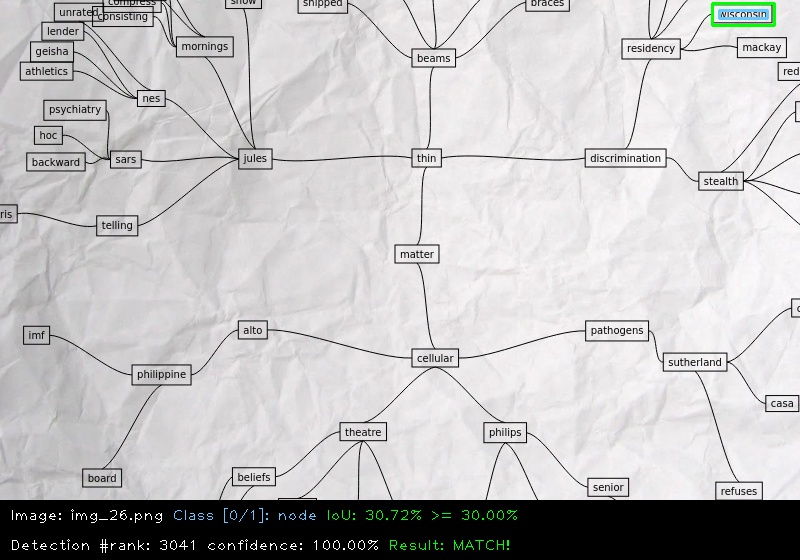 compress
unrated
consisting
show
shipped
braces
wisconsin
lender
mornings
residency
mackay
geisha
beams
athletics
red
nes
psychiatry
hoc
backward
sars
jules
thin
discrimination
stealth
ris
telling
matter
imf
alto
pathogens
philippine
cellular
sutherland
casa
theatre
philips
board
beliefs
senior
refuses
Image: img_26.png Class [0/1]: node IoU: 30.72% >= 30.00%
Detection #rank: 3041 confidence: 100.00% Result: MATCH!